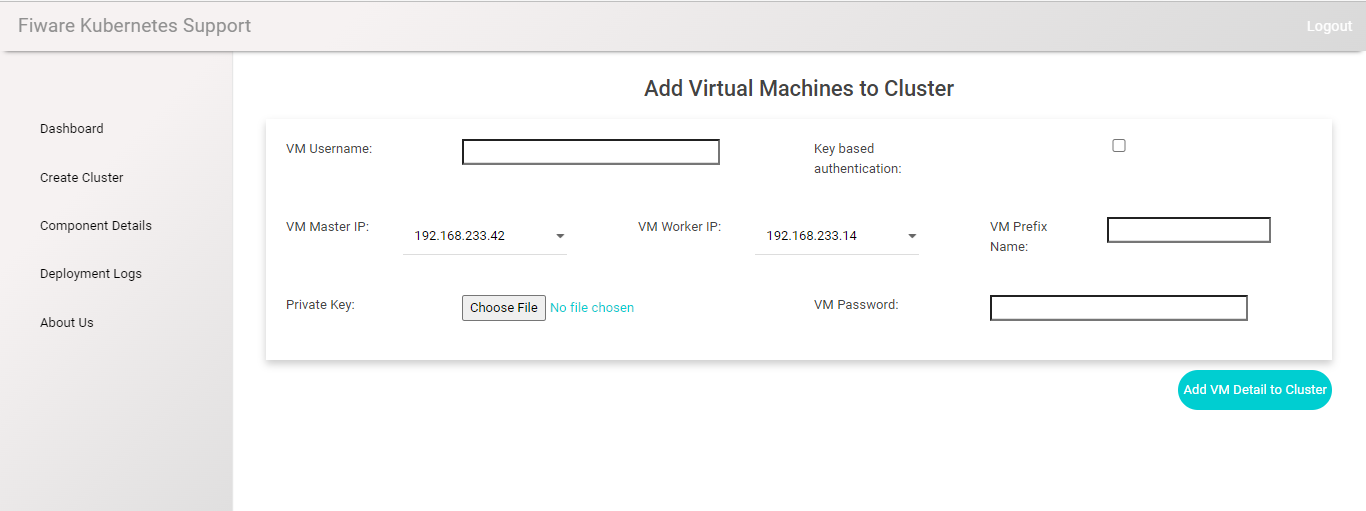 Fiware Kubernetes Support
Logout
Dashboard
Create Cluster
Component Details
Deployment Logs
About Us
Add Virtual Machines to Cluster
VM Username:
Key based
authentication:
VM Master IP:
192.168.233.42
VM Worker IP:
192.168.233.14
VM Prefix
Name:
Private Key:
Choose File No file chosen
VM Password:
Add VM Detail to Cluster